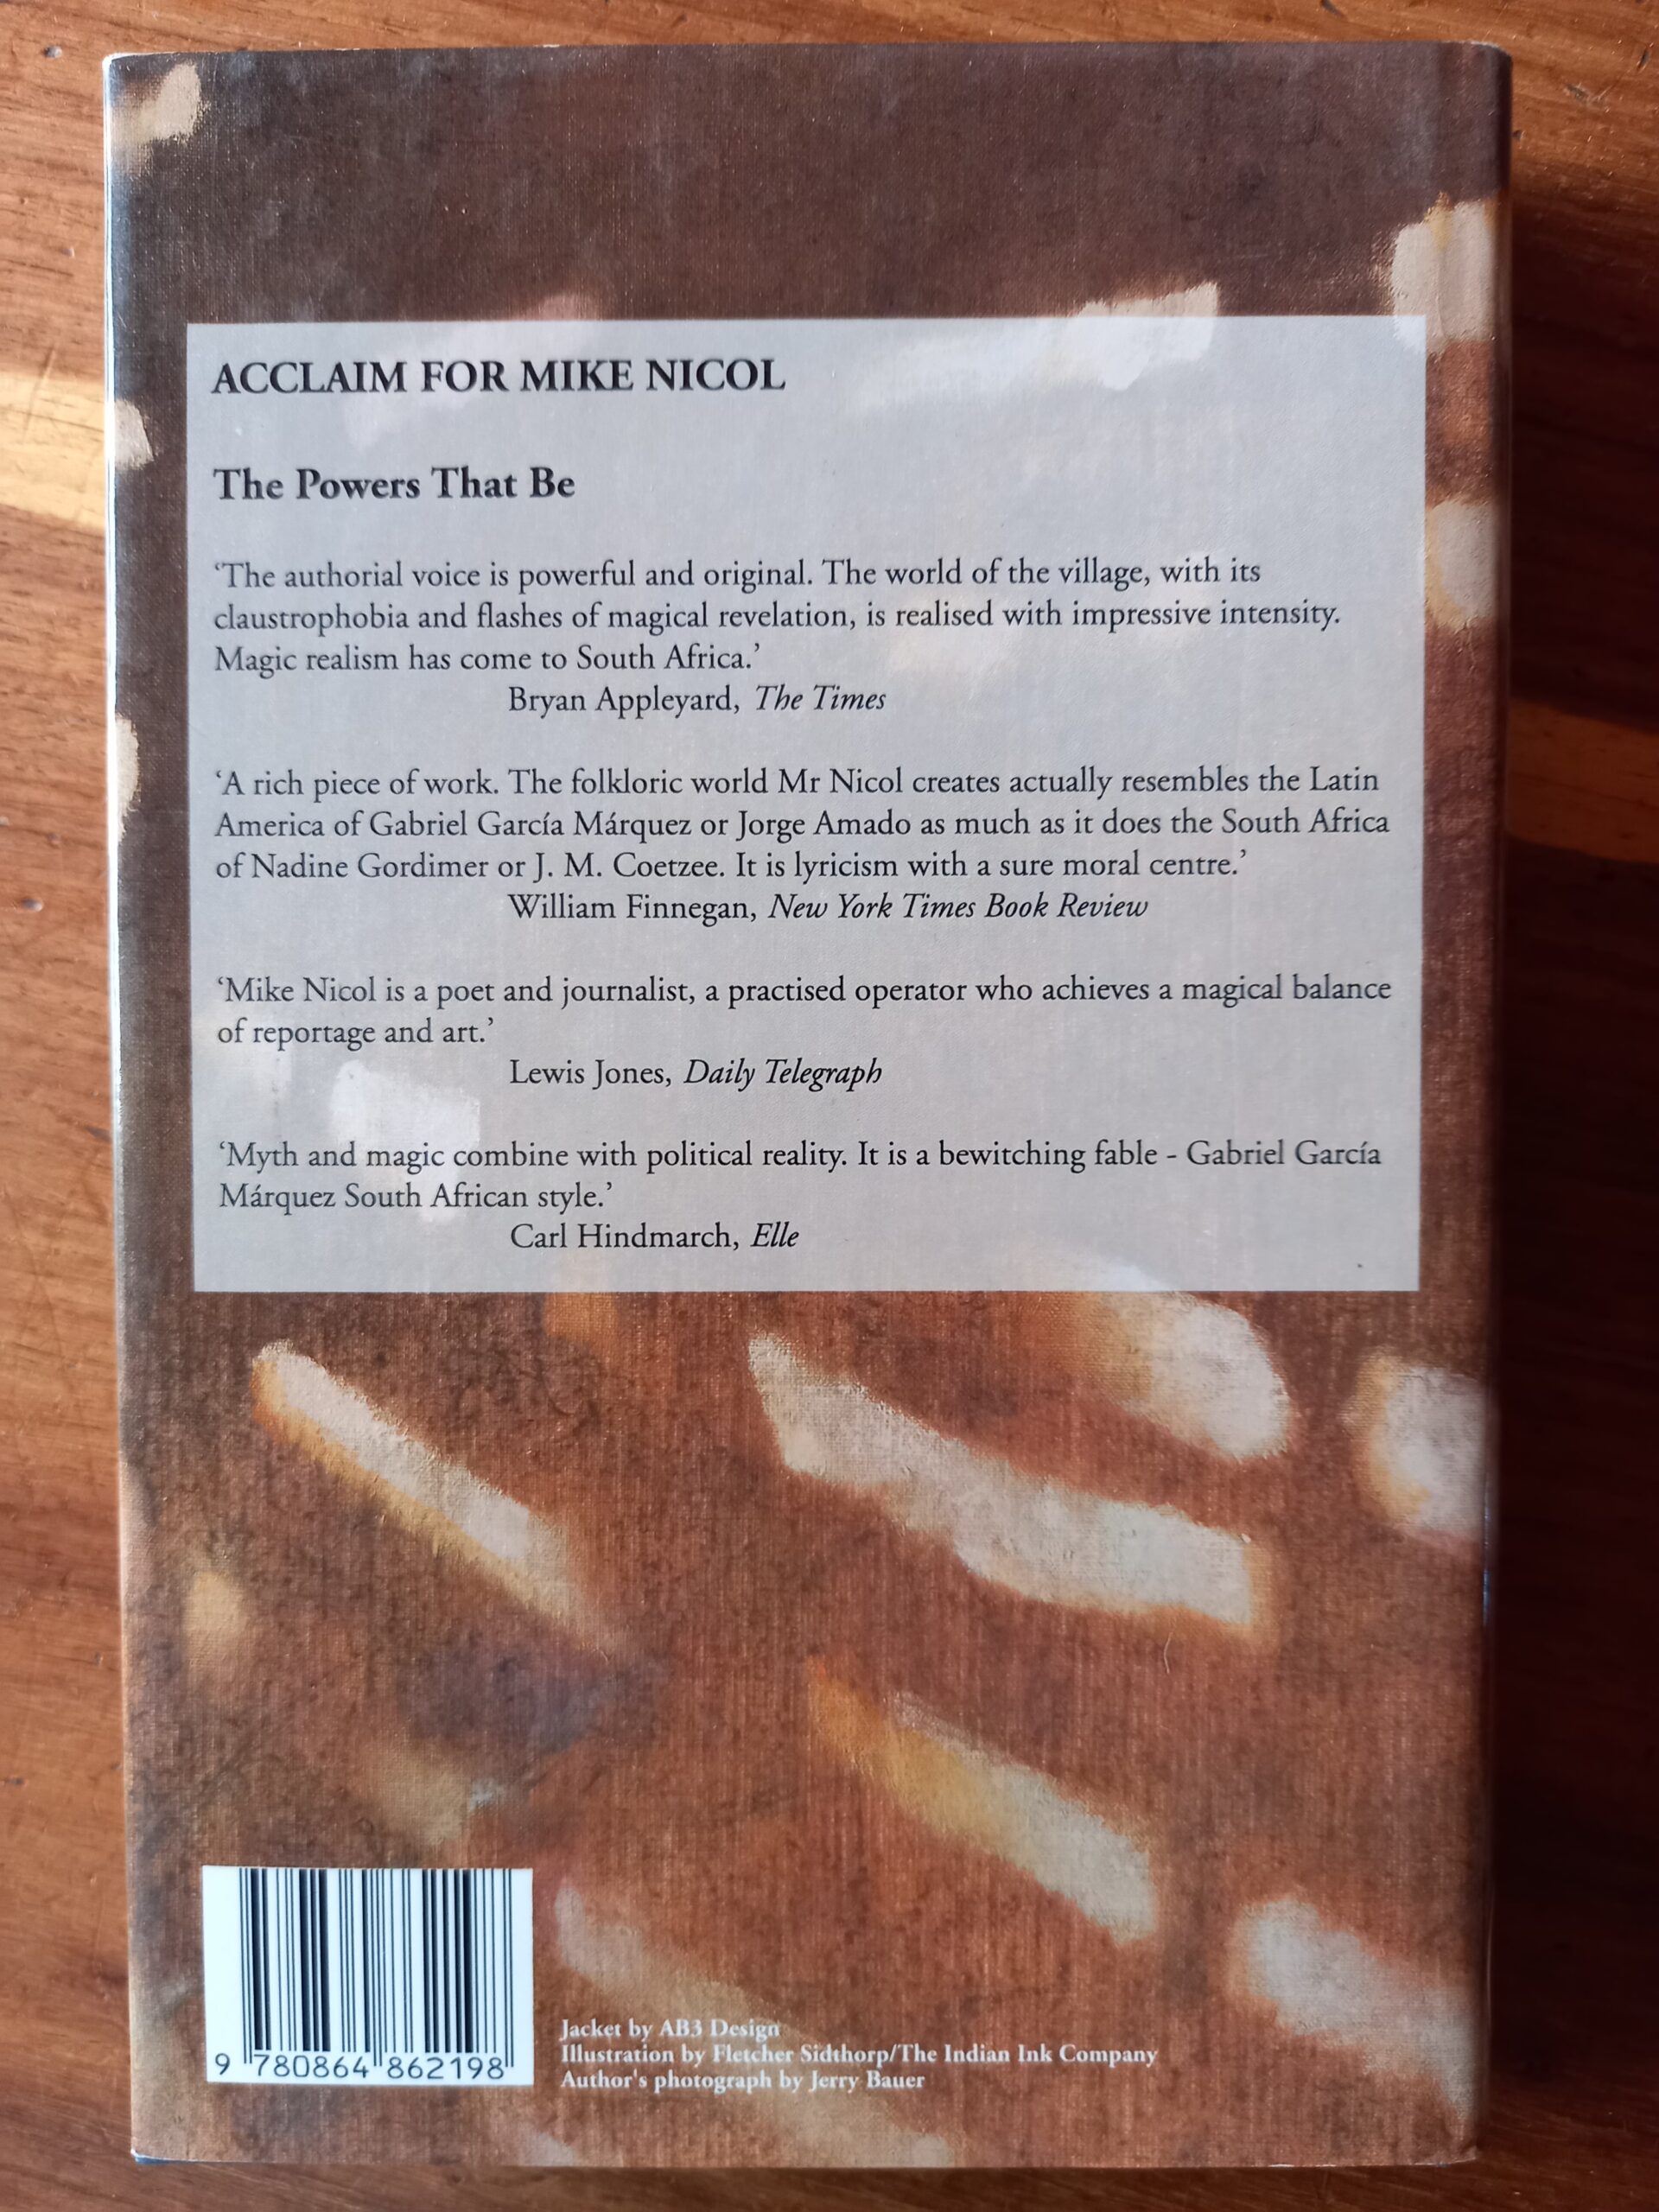 ACCLAIM FOR MIKE NICOL
The Powers That Be
‘The authorial voice is powerful and original. The world of the village, with its
claustrophobia and flashes of magical revelation, is realised with impressive intensity.
Magic realism has come to South Africa.’
Bryan Appleyard, The Times
‘A rich piece of work. The folkloric world Mr Nicol creates actually resembles the Latin
America of Gabriel García Márquez or Jorge Amado as much as it does the South Africa
of Nadine Gordimer or J. M. Coetzee. It is lyricism with a sure moral centre.’
William Finnegan, New York Times Book Review
‘Mike Nicol is a poet and journalist, a practised operator who achieves a magical balance
of reportage and art.’
Lewis Jones, Daily Telegraph
‘Myth and magic combine with political reality. It is a bewitching fable - Gabriel García
Márquez South African style.’
Carl Hindmarch, Elle
9 780864 862198
Jacket by AB3 Design
Illustration by Fletcher Sidthorp/The Indian Ink Company
Author's photograph by Jerry Bauer